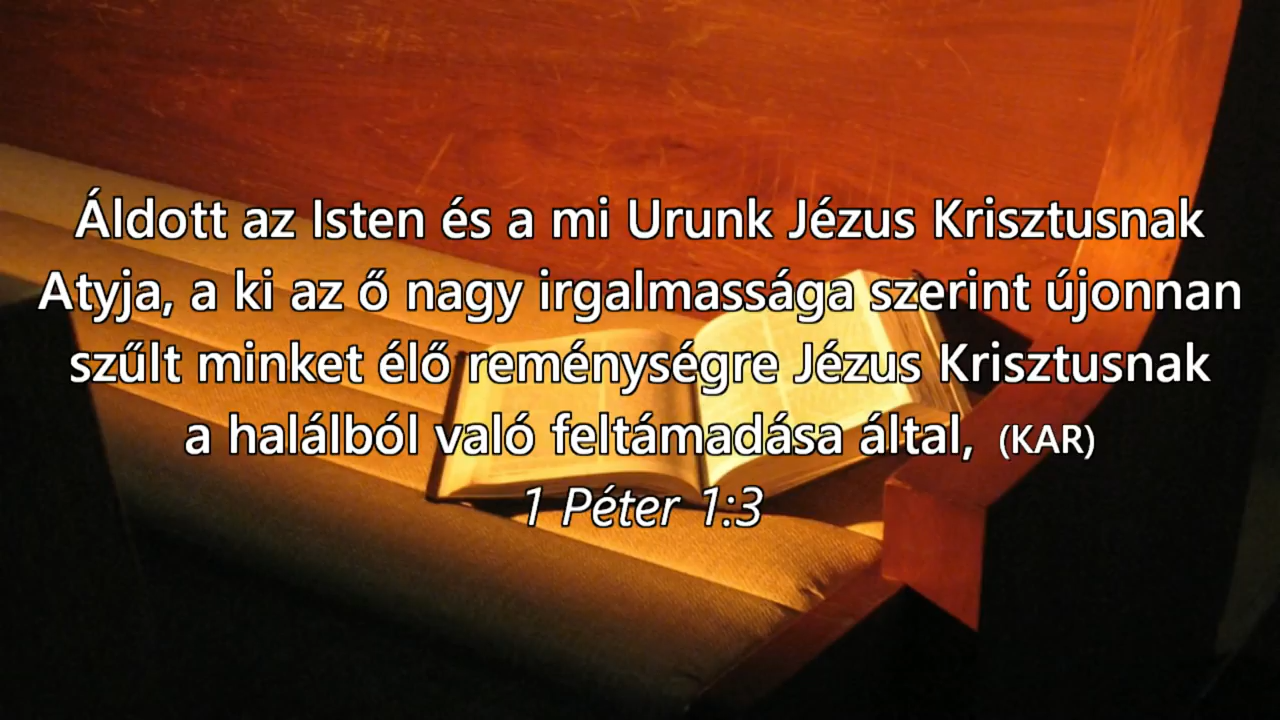 Áldott az Isten és a mi Urunk Jézus Krisztusnak
Atyja, a ki az ő nagy irgalmassága szerint újonnan
szűlt minket élő reménységre Jézus Krisztusnak
a halálból való feltámadása által, (KAR)
1 Péter 1:3